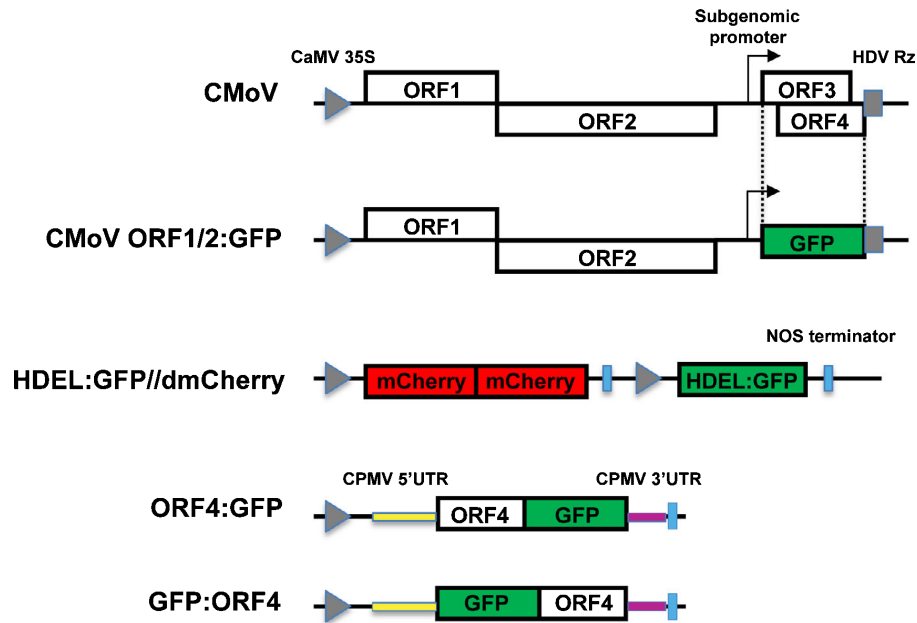 Subgenomic
promoter
CaMV 35S
HDV Rz
CMoV
ORF1
ORF3
ORF2
ORF4
CMoV ORF1/2:GFP
ORF1
GFP
ORF2
NOS terminator
HDEL:GFP//dmCherry
mCherry mCherry
HDEL:GFP
CPMV 5'UTR
CPMV 3'UTR
ORF4:GFP
ORF4 GFP
GFP:ORF4
GFP ORF4